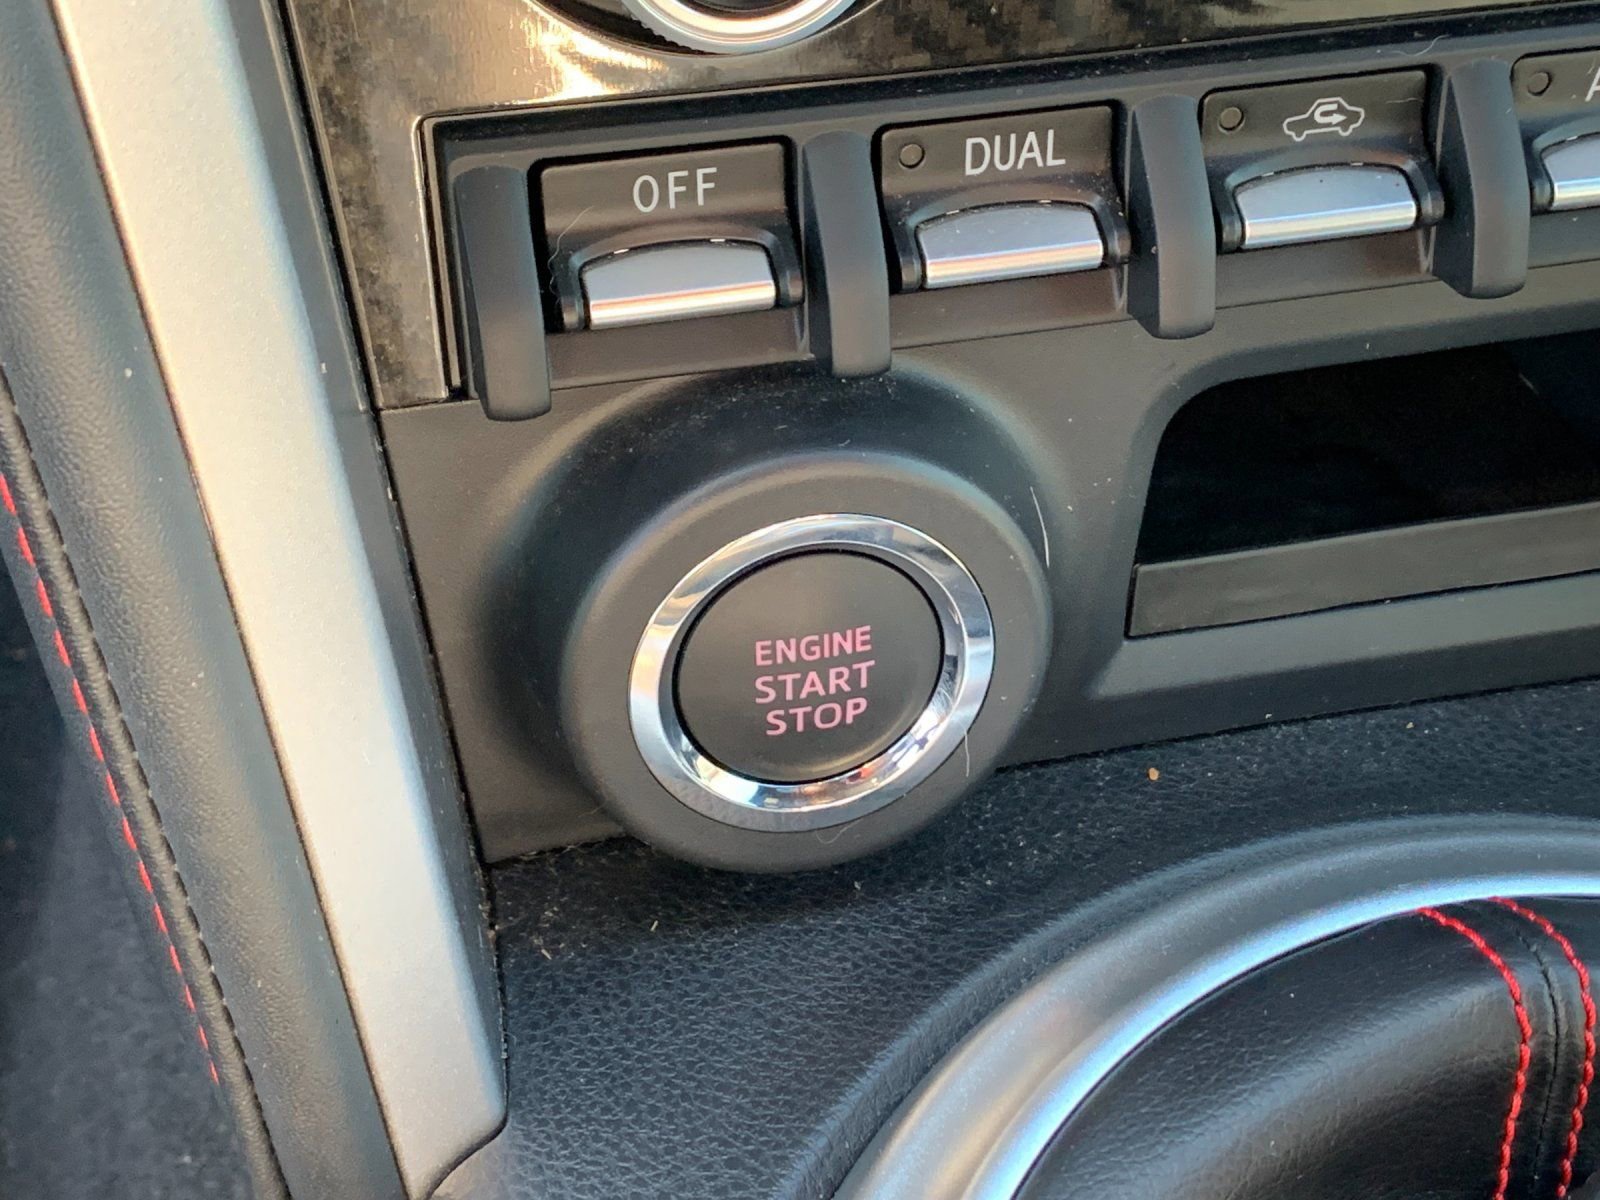 OFF
DUAL
A
ENGINE
START
STOP